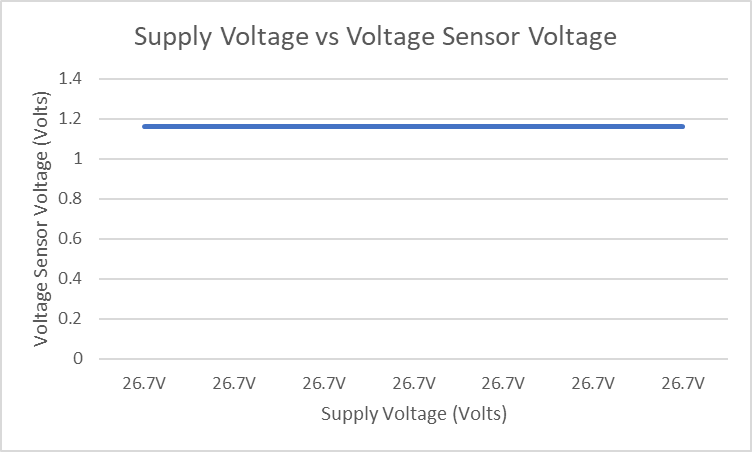 Supply Voltage vs Voltage Sensor Voltage
Voltage Sensor Voltage (Volts)
1.4
1.2
1
0.8
0.6
0.4
0.2
0
26.7V 26.7V 26.7V 26.7V 26.7V 26.7V 26.7V
Supply Voltage (Volts)